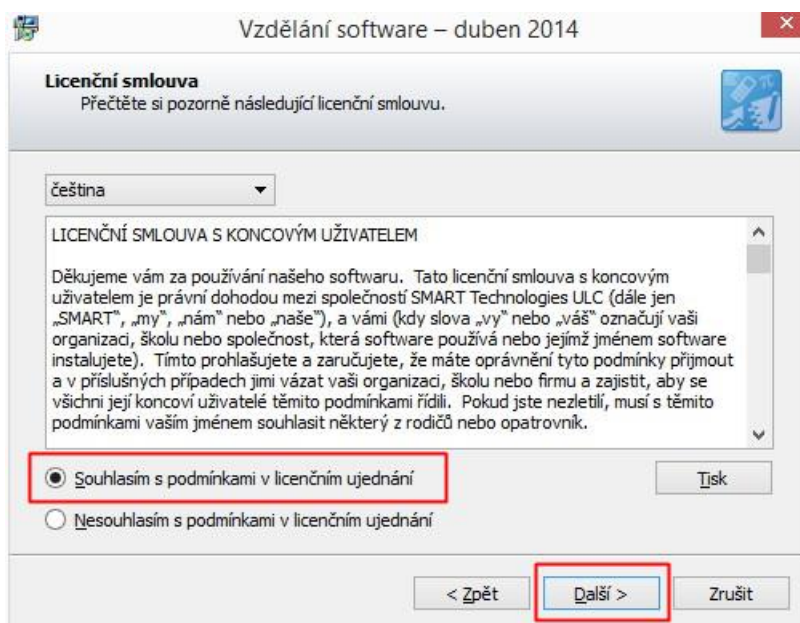 Vzdělání software – duben 2014
Licenční smlouva
Přečtěte si pozorně následující licenční smlouvu.
čeština
LICENČNÍ SMLOUVA S KONCOVÝM UŽIVATELEM
Děkujeme vám za používání našeho softwaru. Tato licenční smlouva s koncovým
uživatelem je právní dohodou mezi společností SMART Technologies ULC (dále jen
„SMART“, „my“, „nám“ nebo „naše“), a vámi (kdy slova „vy“ nebo „váš“ označují vaši
organizaci, školu nebo společnost, která software používá nebo jejímž jménem software
instalujete). Tímto prohlašujete a zaručujete, že máte oprávnění tyto podmínky přijmout
a v příslušných případech jimi vázat vaši organizaci, školu nebo firmu a zajistit, aby se
všichni její koncoví uživatelé těmito podmínkami řídili. Pokud jste nezletilí, musí s těmito
podmínkami vaším jménem souhlasit některý z rodičů nebo opatrovník.
Souhlasím s podmínkami v licenčním ujednání
Tisk
Nesouhlasím s podmínkami v licenčním ujednání
< Zpět
Další >
Zrušit